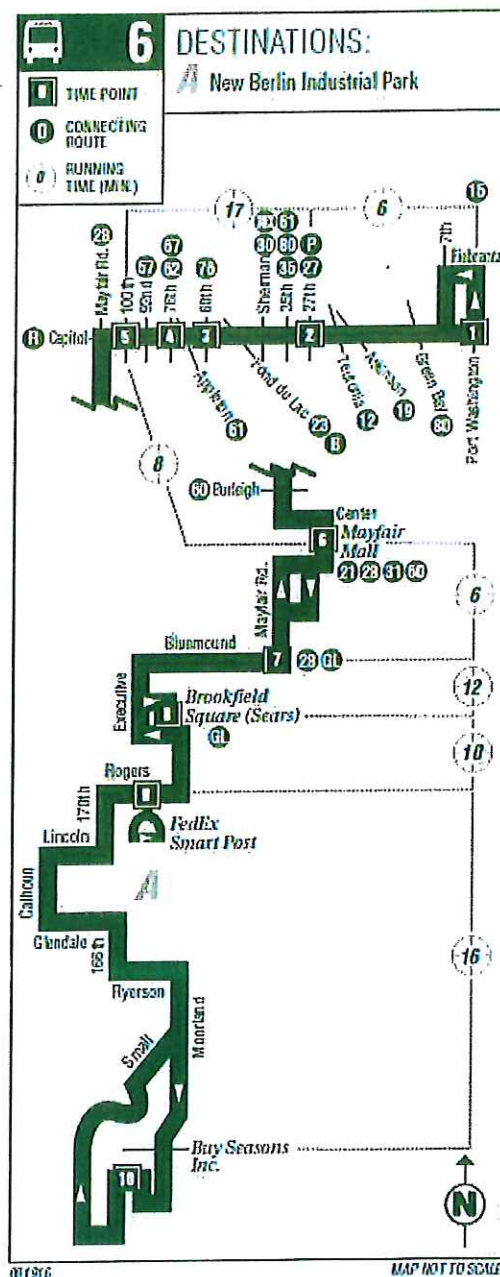 6
DESTINATIONS:
A New Berlin Industrial Park
TIME POINT
CONNECTING
ROUTE
RUNNING
TIME (MIN.)
17
6
15
28
67
61
57
62
76
80
80
P
35
27
Mayfair Rd.
100th
92nd
76th
68th
Sherman
35th
27th
7th
R
Capitol
5
4
3
2
1
Appleton
61
Fond du Lac
23
B
Teutonia
12
Atkinson
19
Green Bay
80
Port Washington
8
60
Burleigh
Center
6
Mayfair
Mall
21
28
31
60
6
Mayfair Rd.
Bluemound
7
28
GL
12
Executive
Brookfield
Square (Sears)
GL
10
Rogers
170th
FedEx
Smart Post
Lincoln
Calhoun
A
Glendale
166th
16
Ryerson
Moorland
Small
Buy Seasons
Inc.
10
N
MAP NOT TO SCALE